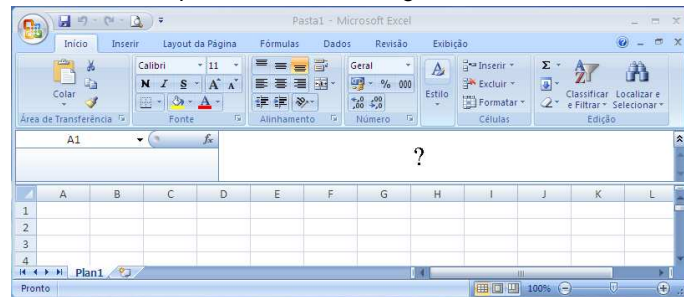 Pasta1 - Microsoft Excel
Início Inserir Layout da Página Fórmulas Dados Revisão Exibição
Colar
Área de Transferência
Calibri 11
N I S A A
A
Fonte
Alinhamento
Geral
% 000
,00 ,0
Número
A
Estilo
Inserir
Excluir
Formatar
Células
Σ
Classificar e Filtrar
Localizar e Selecionar
Edição
A1 fx
?
A B C D E F G H I J K L
1
2
3
4
Plan1
Pronto 100%